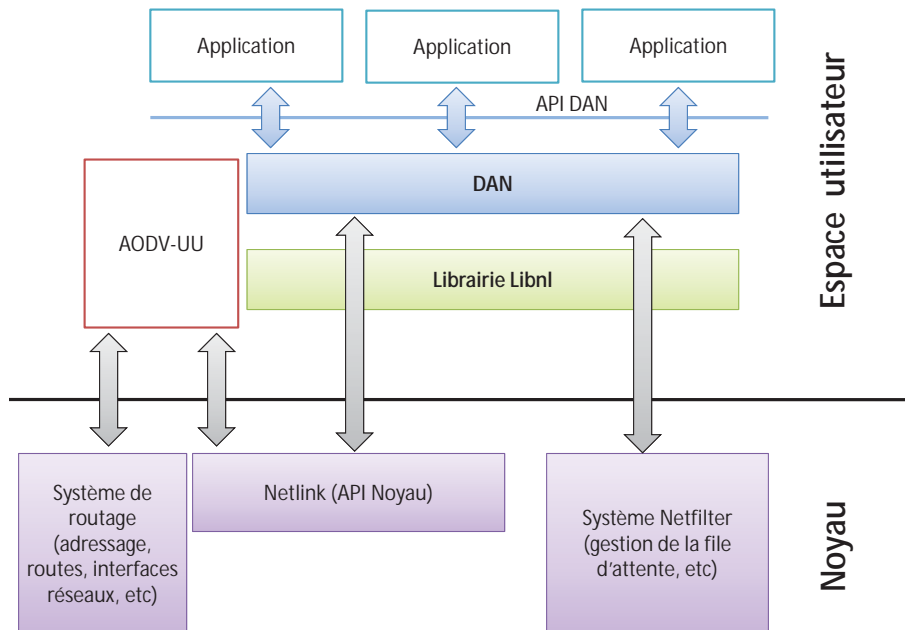 Application
Application
Application
API DAN
DAN
AODV-UU
Librairie Libnl
Espace utilisateur
Système de
routage
(adressage,
routes, interfaces
réseaux, etc)
Netlink (API Noyau)
Système Netfilter
(gestion de la file
d'attente, etc)
Noyau